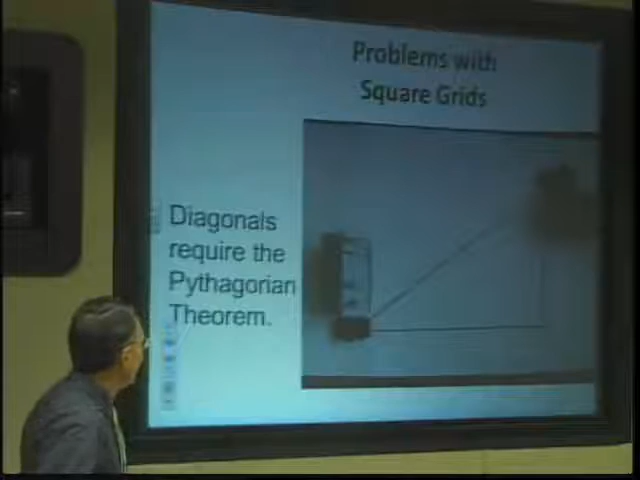 Problems with
Square Grids
Diagonals
require the
Pythagorian
Theorem.